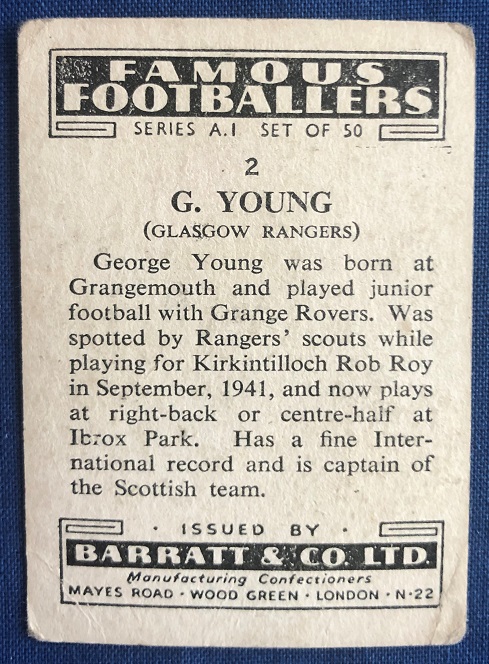 FAMOUS
FOOTBALLERS
SERIES A.1 SET OF 50
2
G. YOUNG
(GLASGOW RANGERS)
George Young was born at
Grangemouth and played junior
football with Grange Rovers. Was
spotted by Rangers' scouts while
playing for Kirkintilloch Rob Roy
in September, 1941, and now plays
at right-back or centre-half at
Ibrox Park. Has a fine Inter-
national record and is captain of
the Scottish team.
· ISSUED BY ·
BARRATT & CO. LTD.
Manufacturing Confectioners
MAYES ROAD · WOOD GREEN · LONDON · N·22